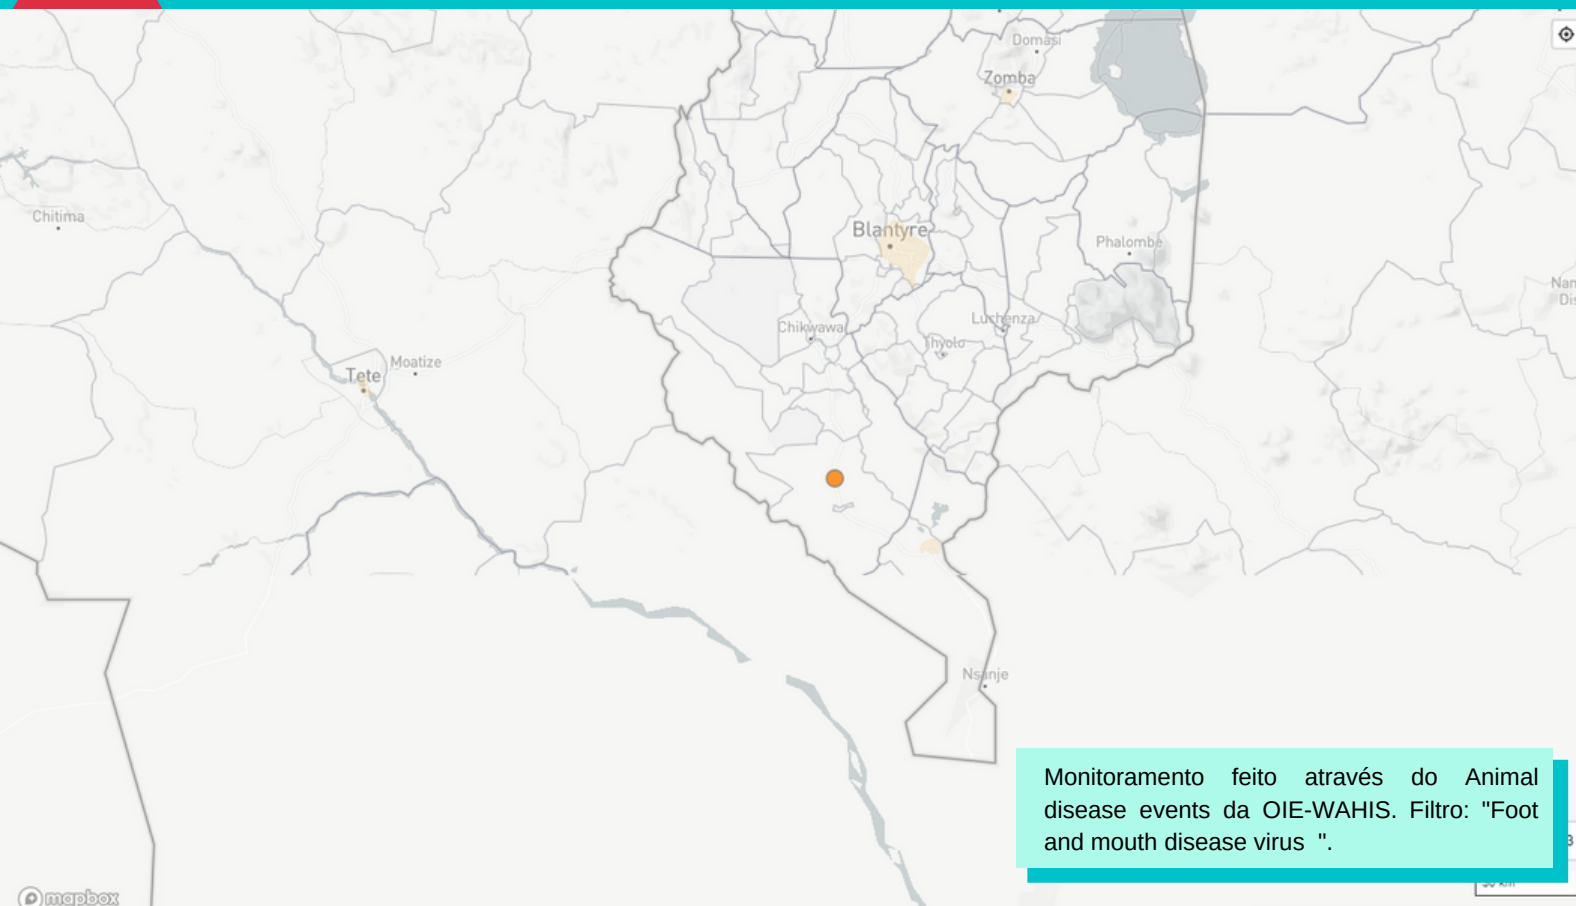 Domasi
Zomba
Chitima
Blantyre
Phalombe
Chikwawa
Luchenza
Thyolo
Moatize
Tete
Nsanje
Monitoramento feito através do Animal
disease events da OIE-WAHIS. Filtro: "Foot
and mouth disease virus ".
mapbox